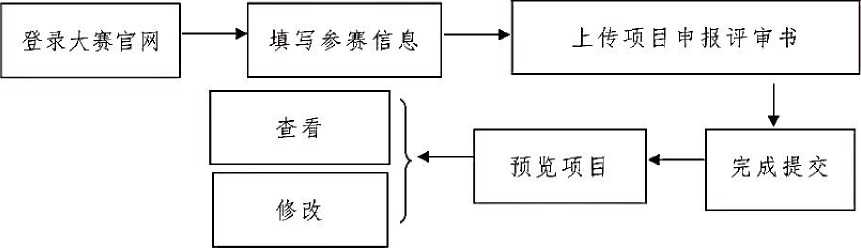 登录大赛官网
填写参赛信息
上传项目申报评审书
完成提交
预览项目
查看
修改